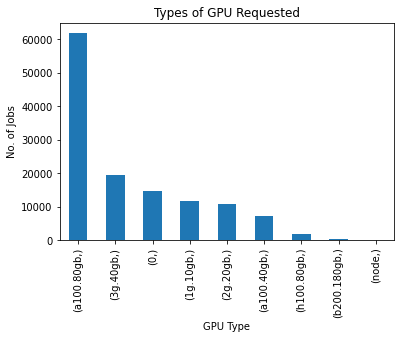 Types of GPU Requested
No. of Jobs
60000
50000
40000
30000
20000
10000
0
(a100.80gb,)
(3g.40gb,)
(0,)
(1g.10gb,)
(2g.20gb,)
(a100.40gb,)
(h100.80gb,)
(b200.180gb,)
(node,)
GPU Type